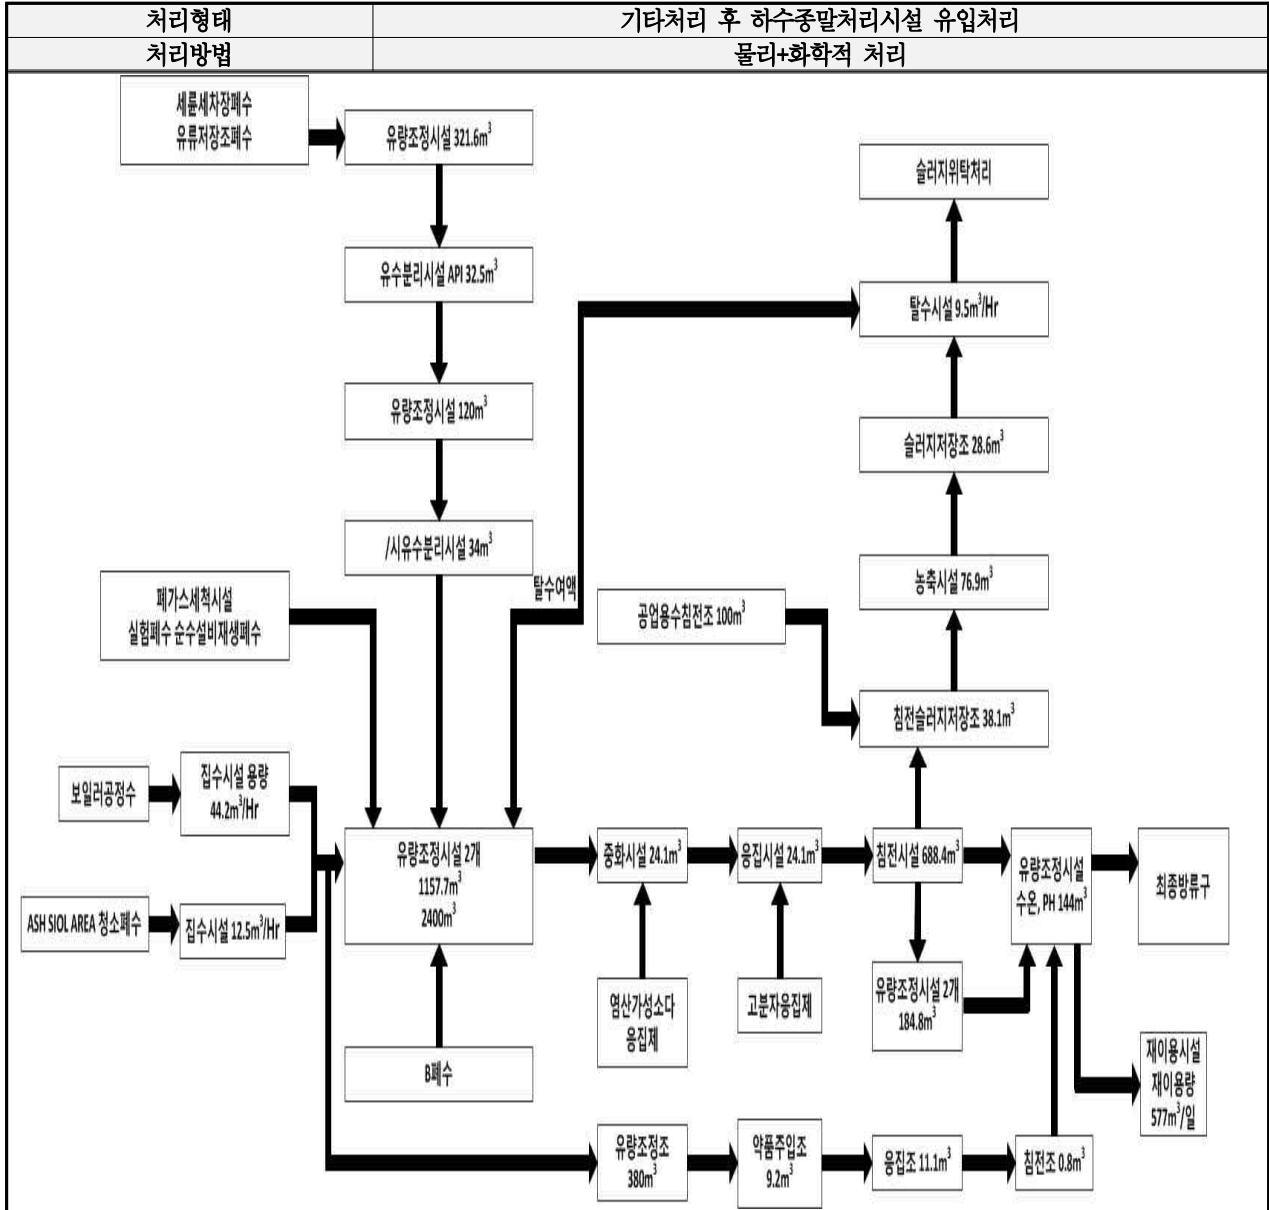 처리형태
기타처리 후 하수종말처리시설 유입처리
처리방법
물리+화학적 처리
세륜세차장폐수
유류저장조폐수
유량조정시설 321.6m³
유수분리시설 API 32.5m³
유량조정시설 120m³
/시유수분리시설 34m³
폐가스세척시설
실험폐수 순수설비재생폐수
탈수여액
보일러공정수
집수시설 용량
44.2m³/Hr
ASH SIOL AREA 청소폐수
집수시설 12.5m³/Hr
유량조정시설 2개
1157.7m³
2400m³
B폐수
슬러지위탁처리
탈수시설 9.5m³/Hr
슬러지저장조 28.6m³
농축시설 76.9m³
공업용수침전조 100m³
침전슬러지저장조 38.1m³
중화시설 24.1m³
응집시설 24.1m³
침전시설 688.4m³
유량조정시설
수온, PH 144m³
최종방류구
염산가성소다
응집제
고분자응집제
유량조정시설 2개
184.8m³
재이용시설
재이용량
577m³/일
유량조정조
380m³
약품주입조
9.2m³
응집조 11.1m³
침전조 0.8m³